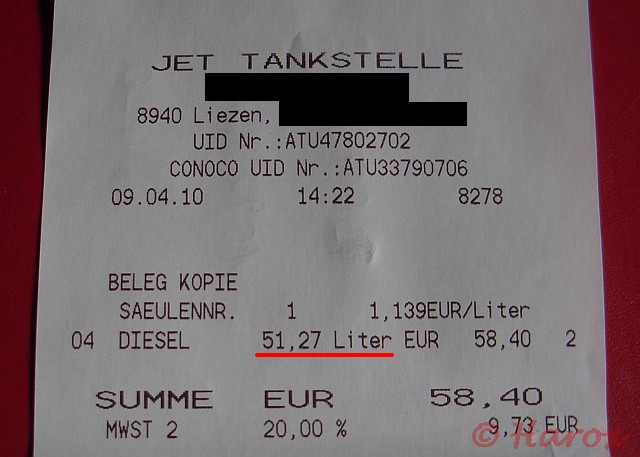 JET TANKSTELLE
8940 Liezen,
UID Nr.:ATU47802702
CONOCO UID Nr.:ATU33790706
09.04.10 14:22 8278
BELEG KOPIE
SAEULENNR. 1 1,139EUR/Liter
04 DIESEL 51,27 Liter EUR 58,40 2
SUMME EUR 58,40
MWST 2 20,00 % 9,73 EUR